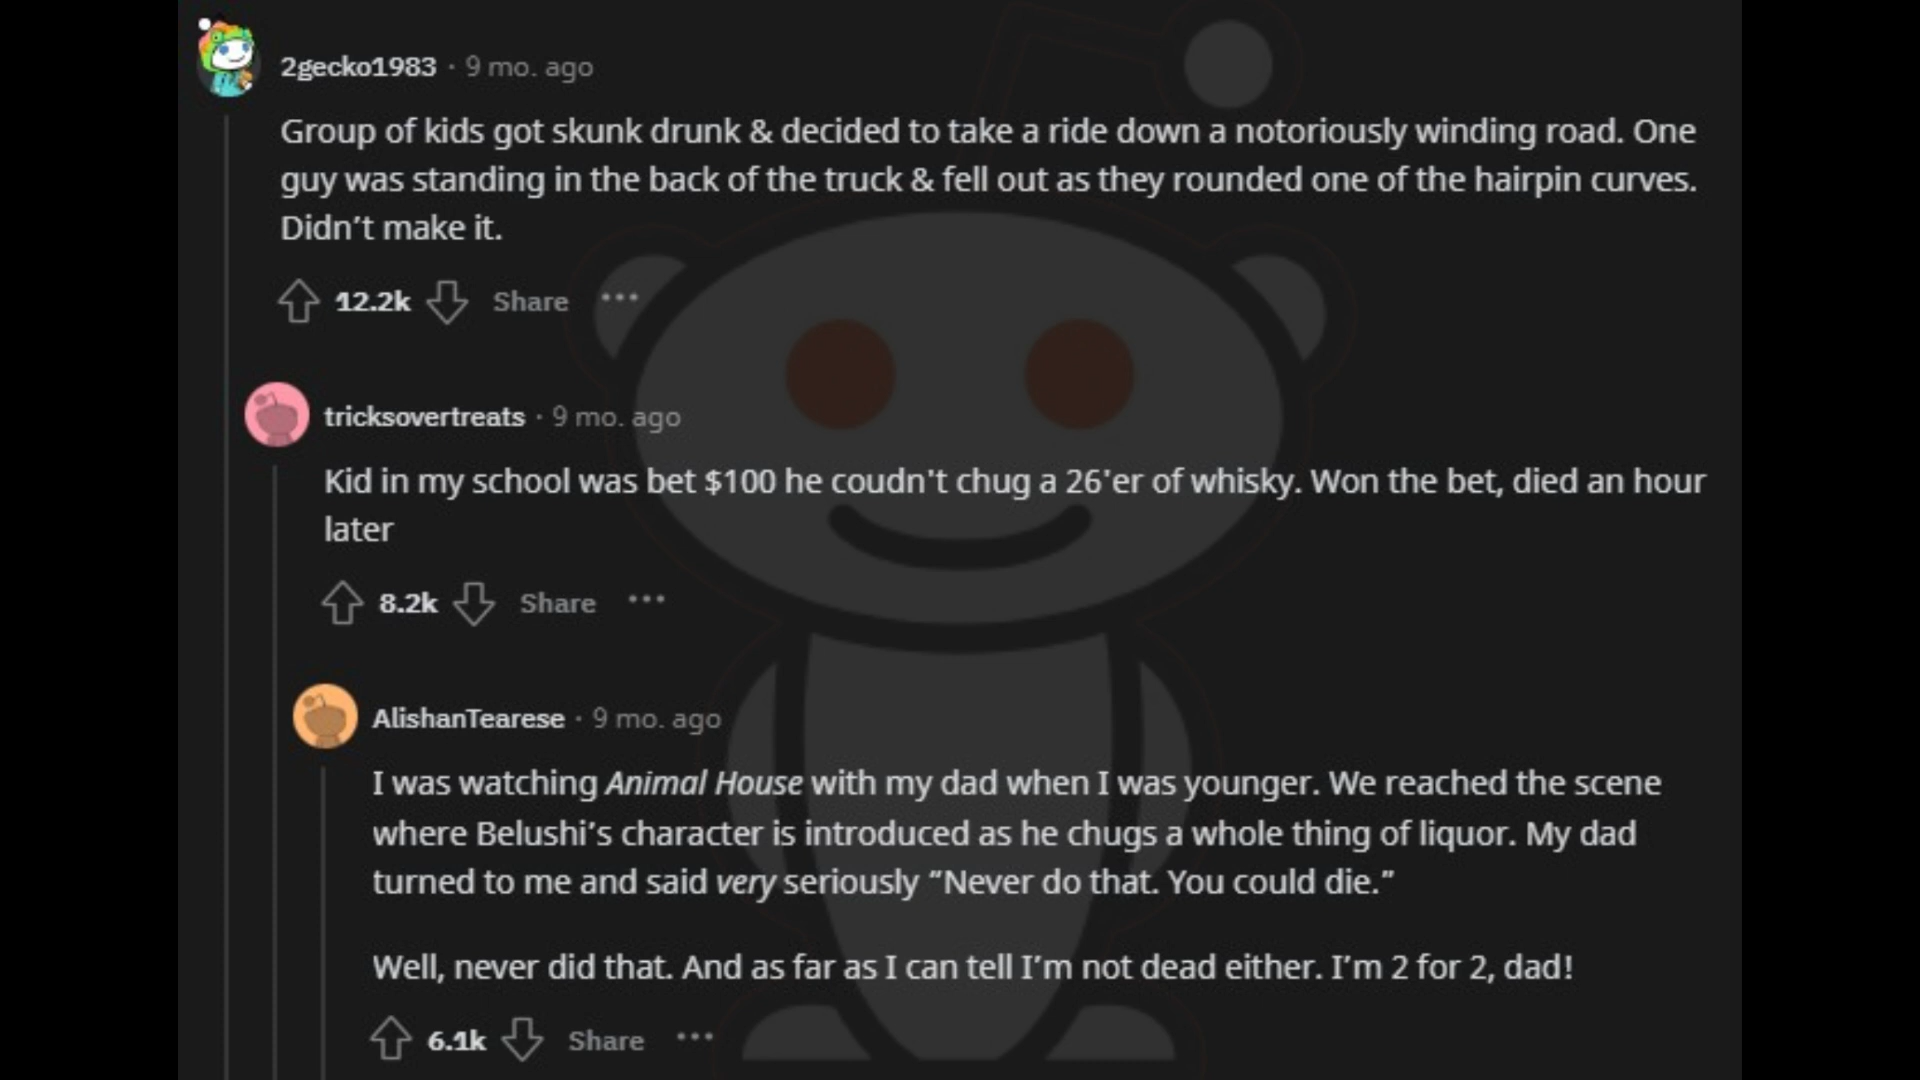 2gecko1983 · 9 mo. ago
Group of kids got skunk drunk & decided to take a ride down a notoriously winding road. One
guy was standing in the back of the truck & fell out as they rounded one of the hairpin curves.
Didn’t make it.
12.2k Share ···
tricksovertreats · 9 mo. ago
Kid in my school was bet $100 he coudn't chug a 26'er of whisky. Won the bet, died an hour
later
8.2k Share ···
AlishanTearese · 9 mo. ago
I was watching Animal House with my dad when I was younger. We reached the scene
where Belushi’s character is introduced as he chugs a whole thing of liquor. My dad
turned to me and said very seriously “Never do that. You could die.”
Well, never did that. And as far as I can tell I’m not dead either. I’m 2 for 2, dad!
6.1k Share ···